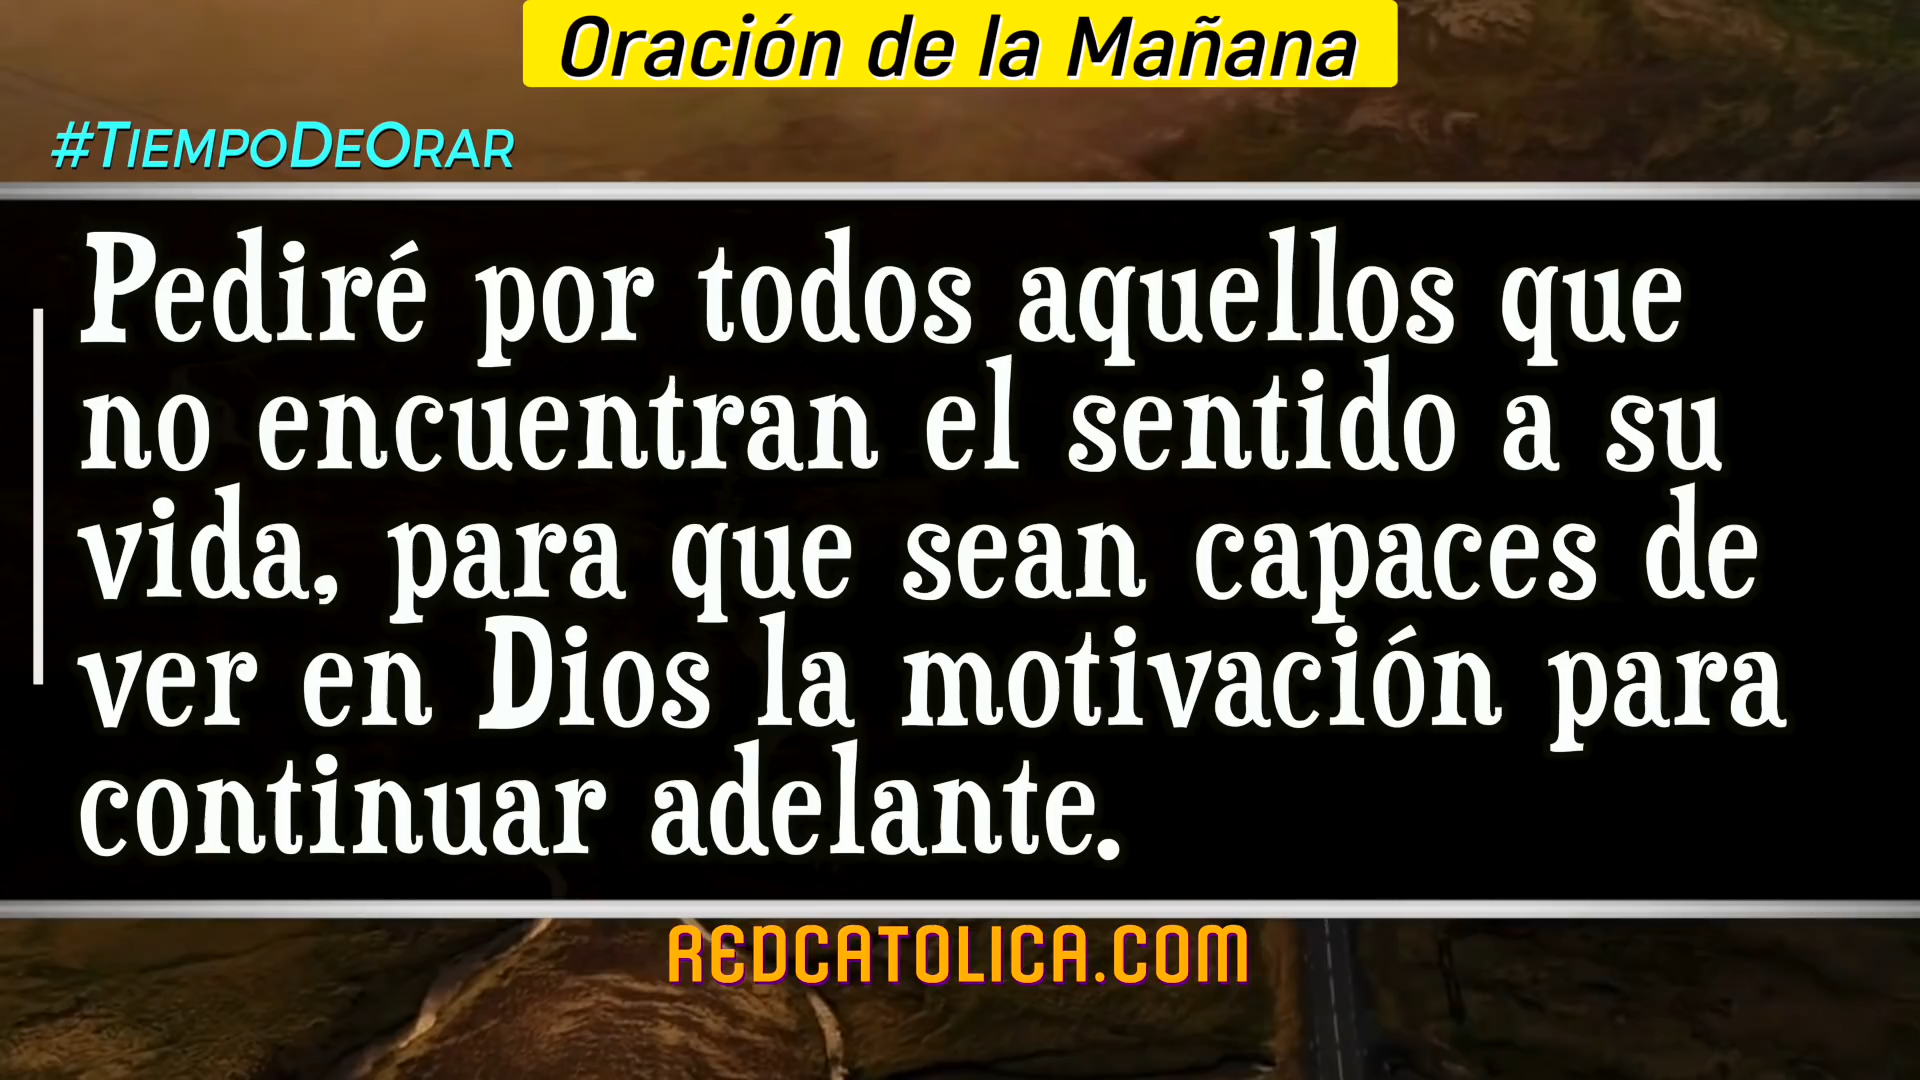 Oración de la Mañana
#TiempoDeOrar
Pediré por todos aquellos que
no encuentran el sentido a su
vida, para que sean capaces de
ver en Dios la motivación para
continuar adelante.
REDCATOLICA.COM